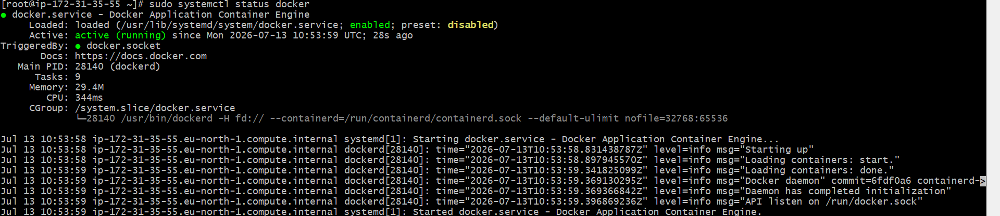 [root@ip-172-31-35-55 ~]# sudo systemctl status docker
● docker.service - Docker Application Container Engine
     Loaded: loaded (/usr/lib/systemd/system/docker.service; enabled; preset: disabled)
     Active: active (running) since Mon 2026-07-13 10:53:59 UTC; 28s ago
TriggeredBy: ● docker.socket
       Docs: https://docs.docker.com
   Main PID: 28140 (dockerd)
      Tasks: 9
     Memory: 29.4M
        CPU: 344ms
     CGroup: /system.slice/docker.service
             └─28140 /usr/bin/dockerd -H fd:// --containerd=/run/containerd/containerd.sock --default-ulimit nofile=32768:65536

Jul 13 10:53:58 ip-172-31-35-55.eu-north-1.compute.internal systemd[1]: Starting docker.service - Docker Application Container Engine...
Jul 13 10:53:58 ip-172-31-35-55.eu-north-1.compute.internal dockerd[28140]: time="2026-07-13T10:53:58.831438787Z" level=info msg="Starting up"
Jul 13 10:53:58 ip-172-31-35-55.eu-north-1.compute.internal dockerd[28140]: time="2026-07-13T10:53:58.897945570Z" level=info msg="Loading containers: start."
Jul 13 10:53:59 ip-172-31-35-55.eu-north-1.compute.internal dockerd[28140]: time="2026-07-13T10:53:59.341825099Z" level=info msg="Loading containers: done."
Jul 13 10:53:59 ip-172-31-35-55.eu-north-1.compute.internal dockerd[28140]: time="2026-07-13T10:53:59.369130295Z" level=info msg="Docker daemon" commit=6fdf0a6 containerd->
Jul 13 10:53:59 ip-172-31-35-55.eu-north-1.compute.internal dockerd[28140]: time="2026-07-13T10:53:59.369366842Z" level=info msg="Daemon has completed initialization"
Jul 13 10:53:59 ip-172-31-35-55.eu-north-1.compute.internal dockerd[28140]: time="2026-07-13T10:53:59.396869236Z" level=info msg="API listen on /run/docker.sock"
Jul 13 10:53:59 ip-172-31-35-55.eu-north-1.compute.internal systemd[1]: Started docker.service - Docker Application Container Engine.